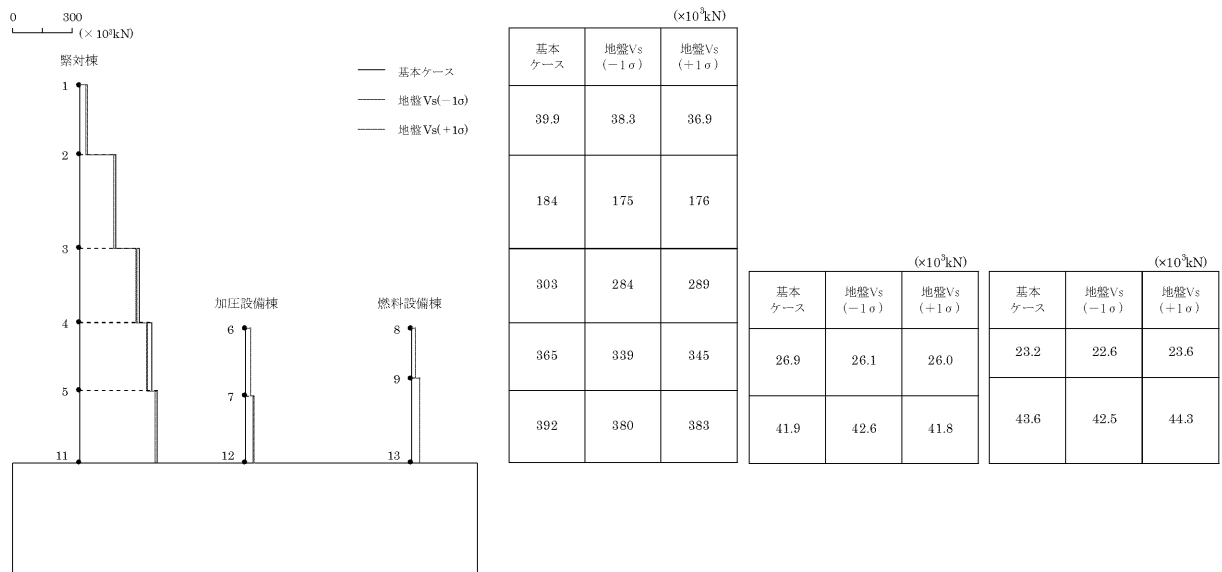 0 300
(×10³kN)
緊対棟
基本ケース
地盤Vs(−1σ)
地盤Vs(+1σ)
1
2
3
4
5
11
加圧設備棟
6
7
12
燃料設備棟
8
9
13
(×10³kN)
基本 地盤Vs 地盤Vs
ケース (−1σ) (+1σ)
39.9 38.3 36.9
184 175 176
303 284 289
365 339 345
392 380 383
(×10³kN)
基本 地盤Vs 地盤Vs
ケース (−1σ) (+1σ)
26.9 26.1 26.0
41.9 42.6 41.8
(×10³kN)
基本 地盤Vs 地盤Vs
ケース (−1σ) (+1σ)
23.2 22.6 23.6
43.6 42.5 44.3